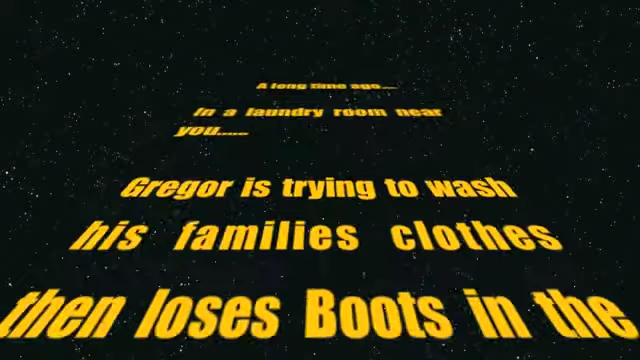 A long time ago....
In a laundry room near
you.....
Gregor is trying to wash
his families clothes
then loses Boots in the